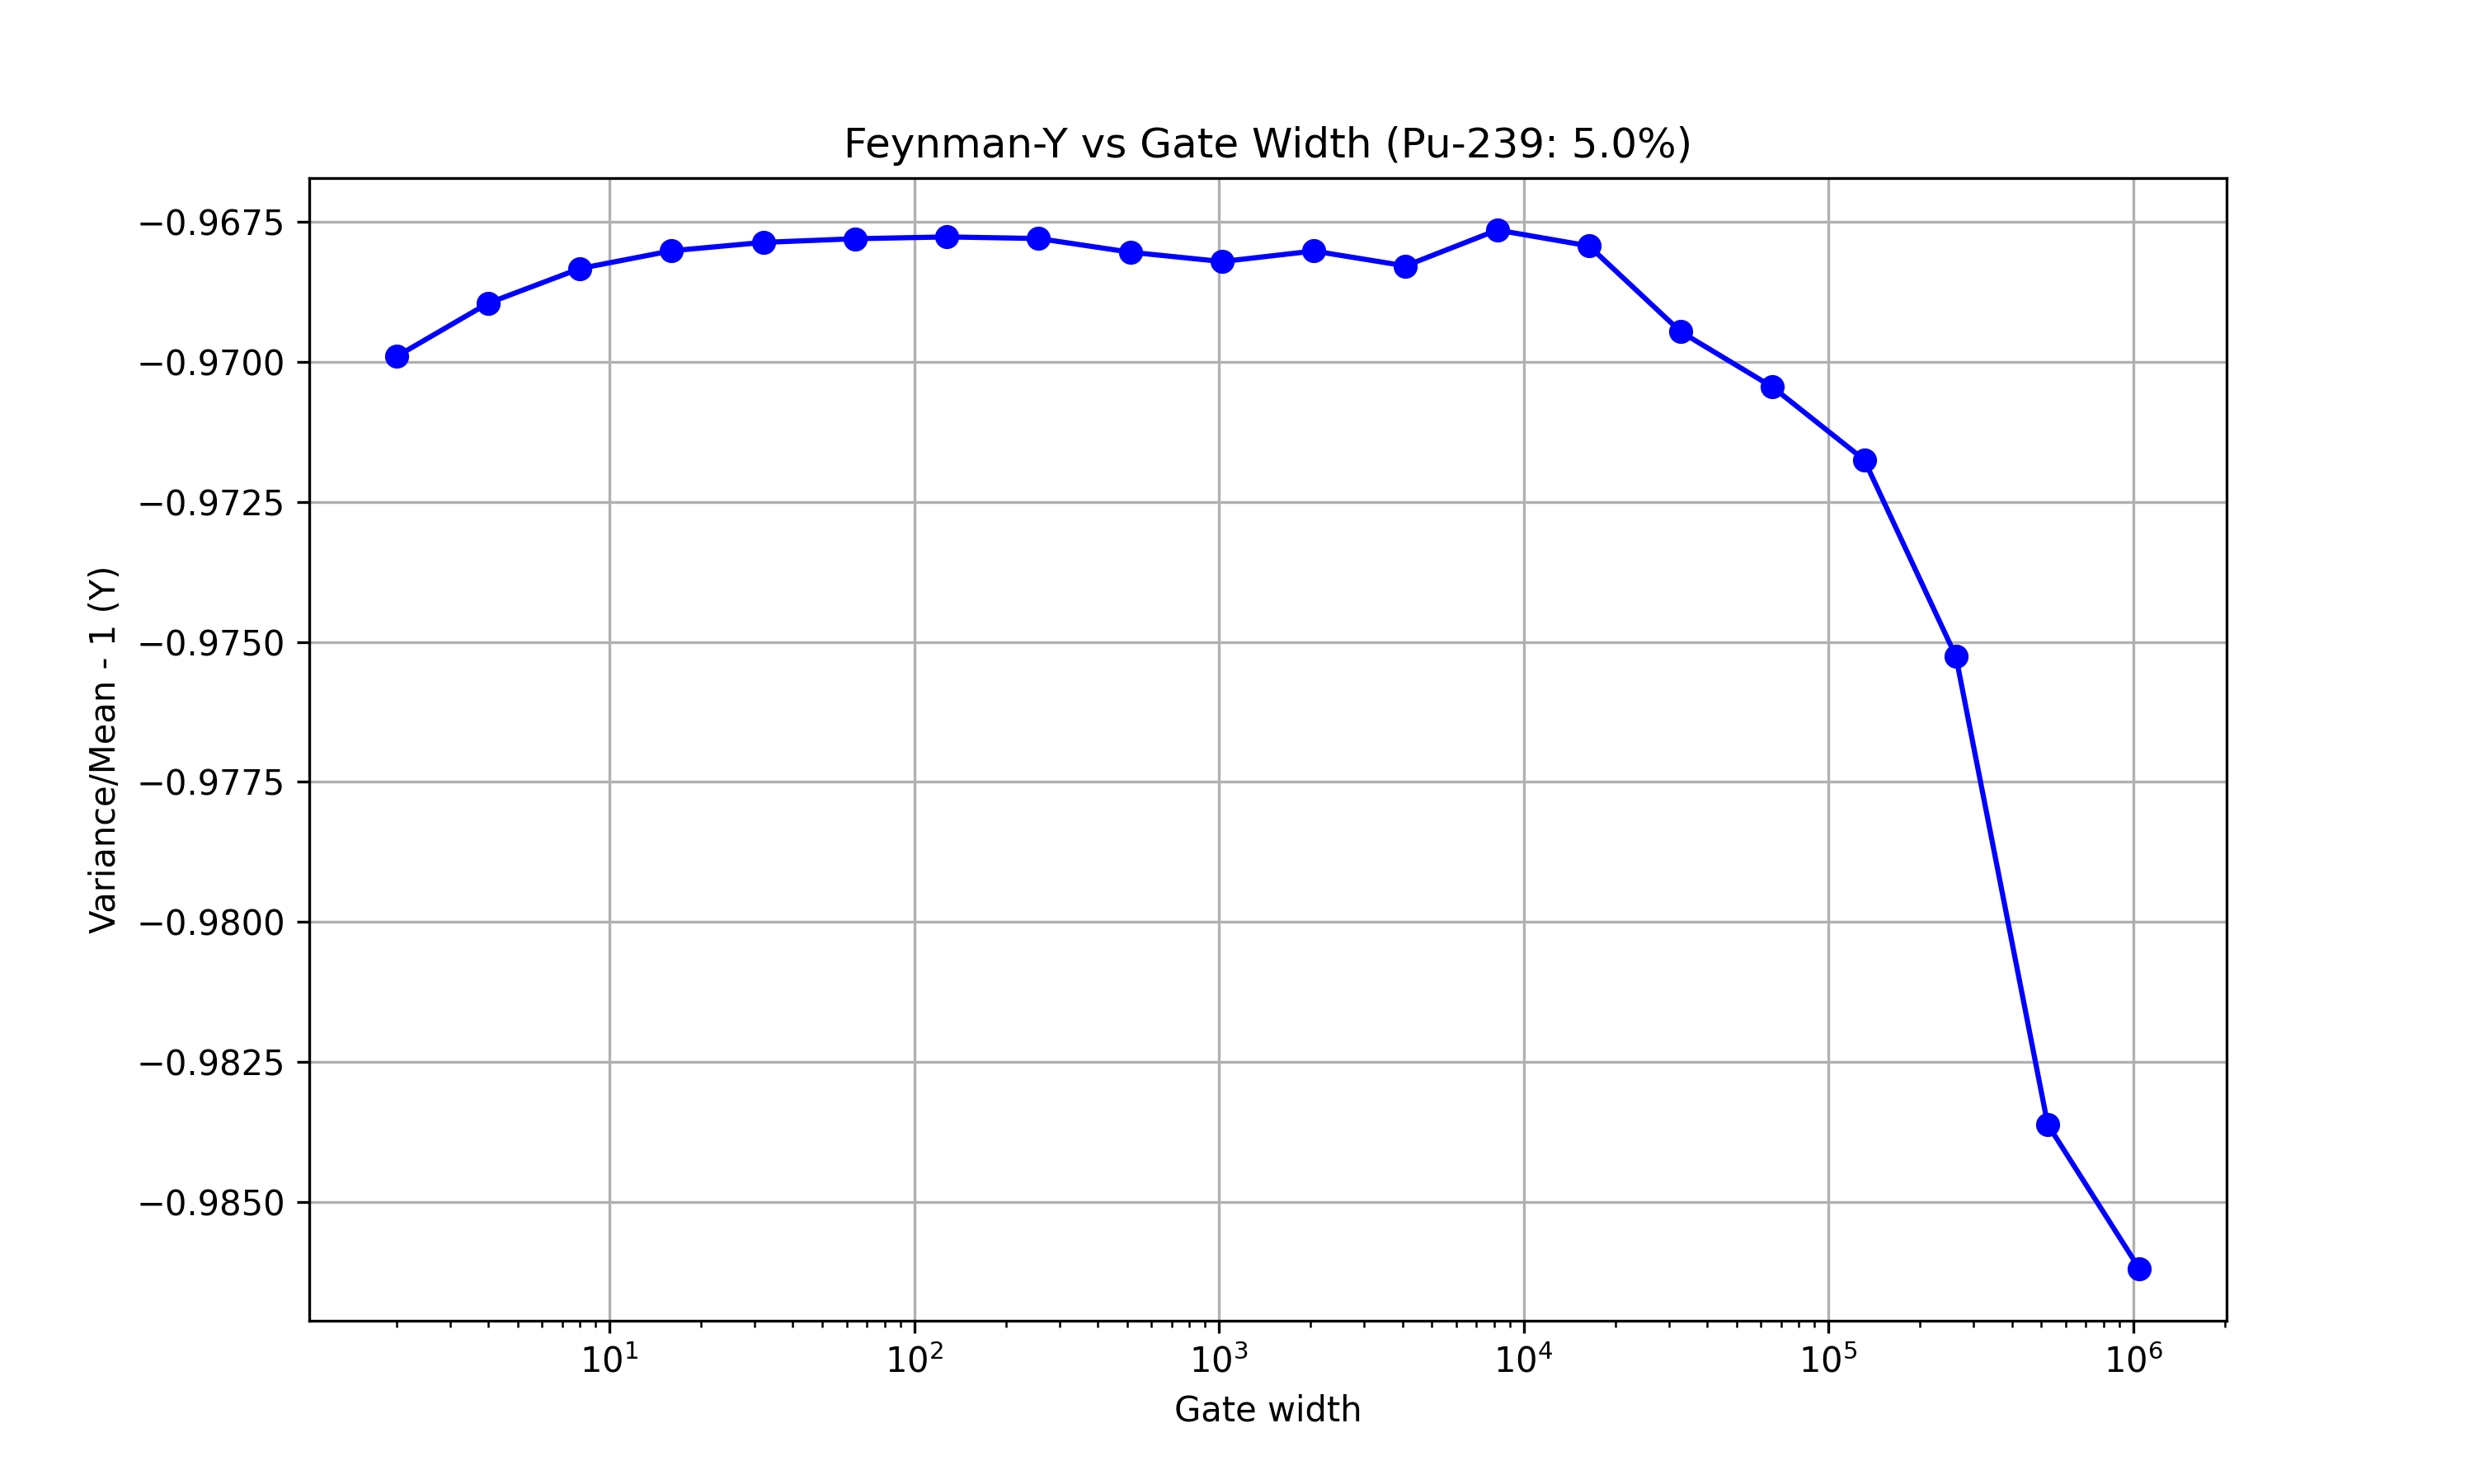 Feynman-Y vs Gate Width (Pu-239: 5.0%)
Variance/Mean - 1 (Y)
−0.9675
−0.9700
−0.9725
−0.9750
−0.9775
−0.9800
−0.9825
−0.9850
10¹ 10² 10³ 10⁴ 10⁵ 10⁶
Gate width